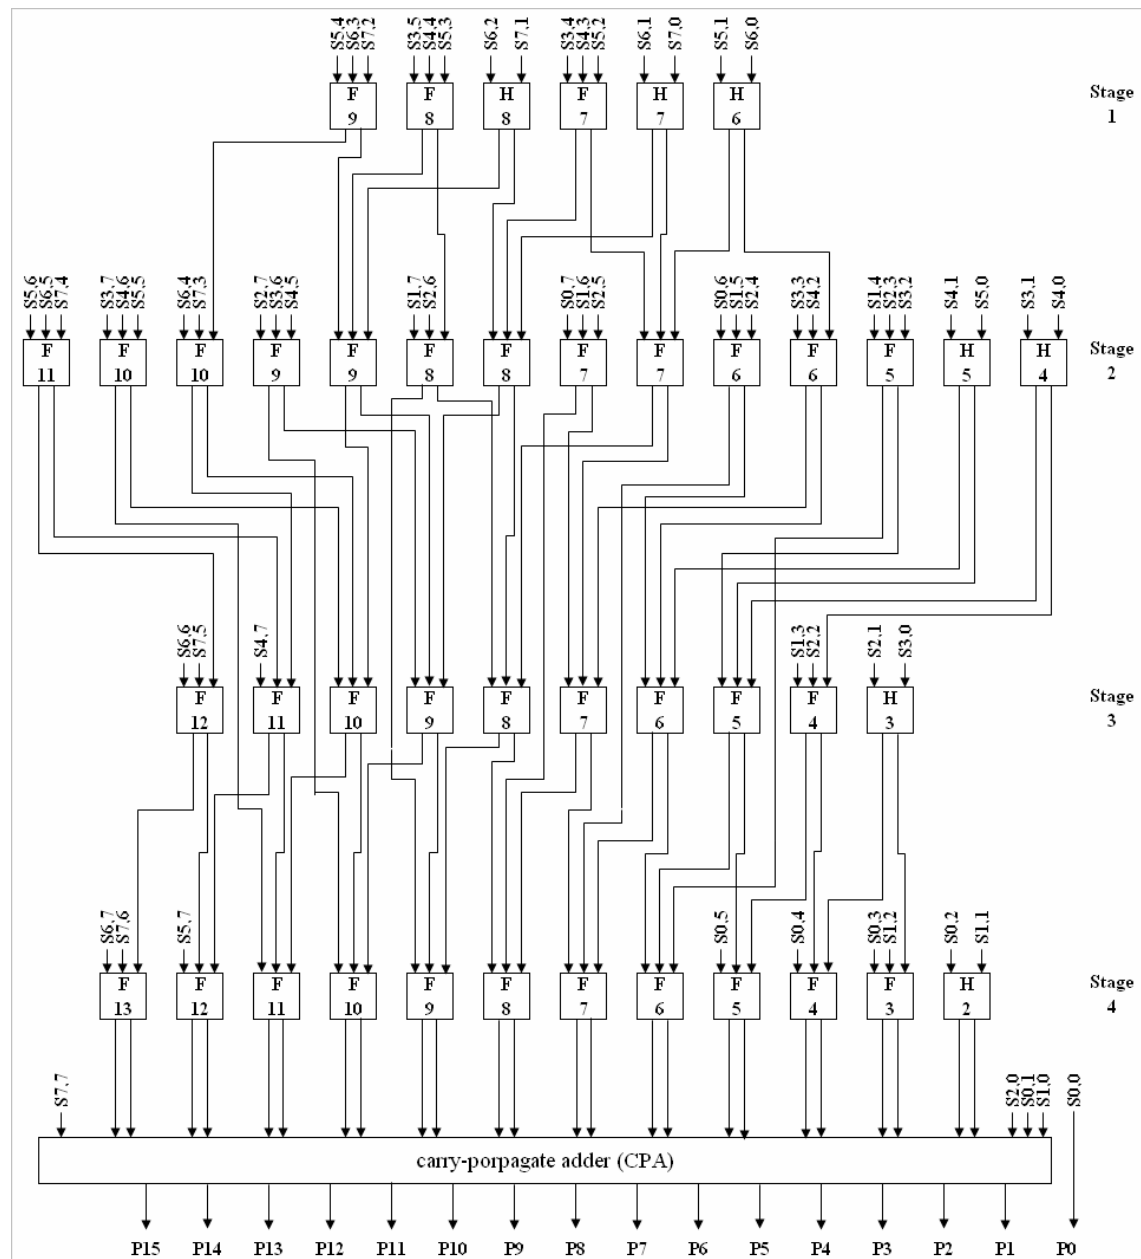 S5,4 S6,3 S7,2 S3,5 S4,4 S5,3 S6,2 S7,1 S3,4 S4,3 S5,2 S6,1 S7,0 S5,1 S6,0
F F H F H H Stage
9 8 8 7 7 6 1
S5,6 S6,5 S7,4 S3,7 S4,6 S5,5 S6,4 S7,3 S2,7 S3,6 S4,5 S1,7 S2,6 S0,7 S1,6 S2,5 S0,6 S1,5 S2,4 S3,3 S4,2 S1,4 S2,3 S3,2 S4,1 S5,0 S3,1 S4,0
F F F F F F F F F F F F H H Stage
11 10 10 9 9 8 8 7 7 6 6 5 5 4 2
S6,6 S7,5 S4,7 S1,3 S2,2 S2,1 S3,0
F F F F F F F F F H Stage
12 11 10 9 8 7 6 5 4 3 3
S6,7 S7,6 S5,7 S0,5 S0,4 S0,3 S1,2 S0,2 S1,1
F F F F F F F F F F F H Stage
13 12 11 10 9 8 7 6 5 4 3 2 4
S7,7 S2,0 S0,1 S1,0 S0,0
carry-porpagate adder (CPA)
P15 P14 P13 P12 P11 P10 P9 P8 P7 P6 P5 P4 P3 P2 P1 P0